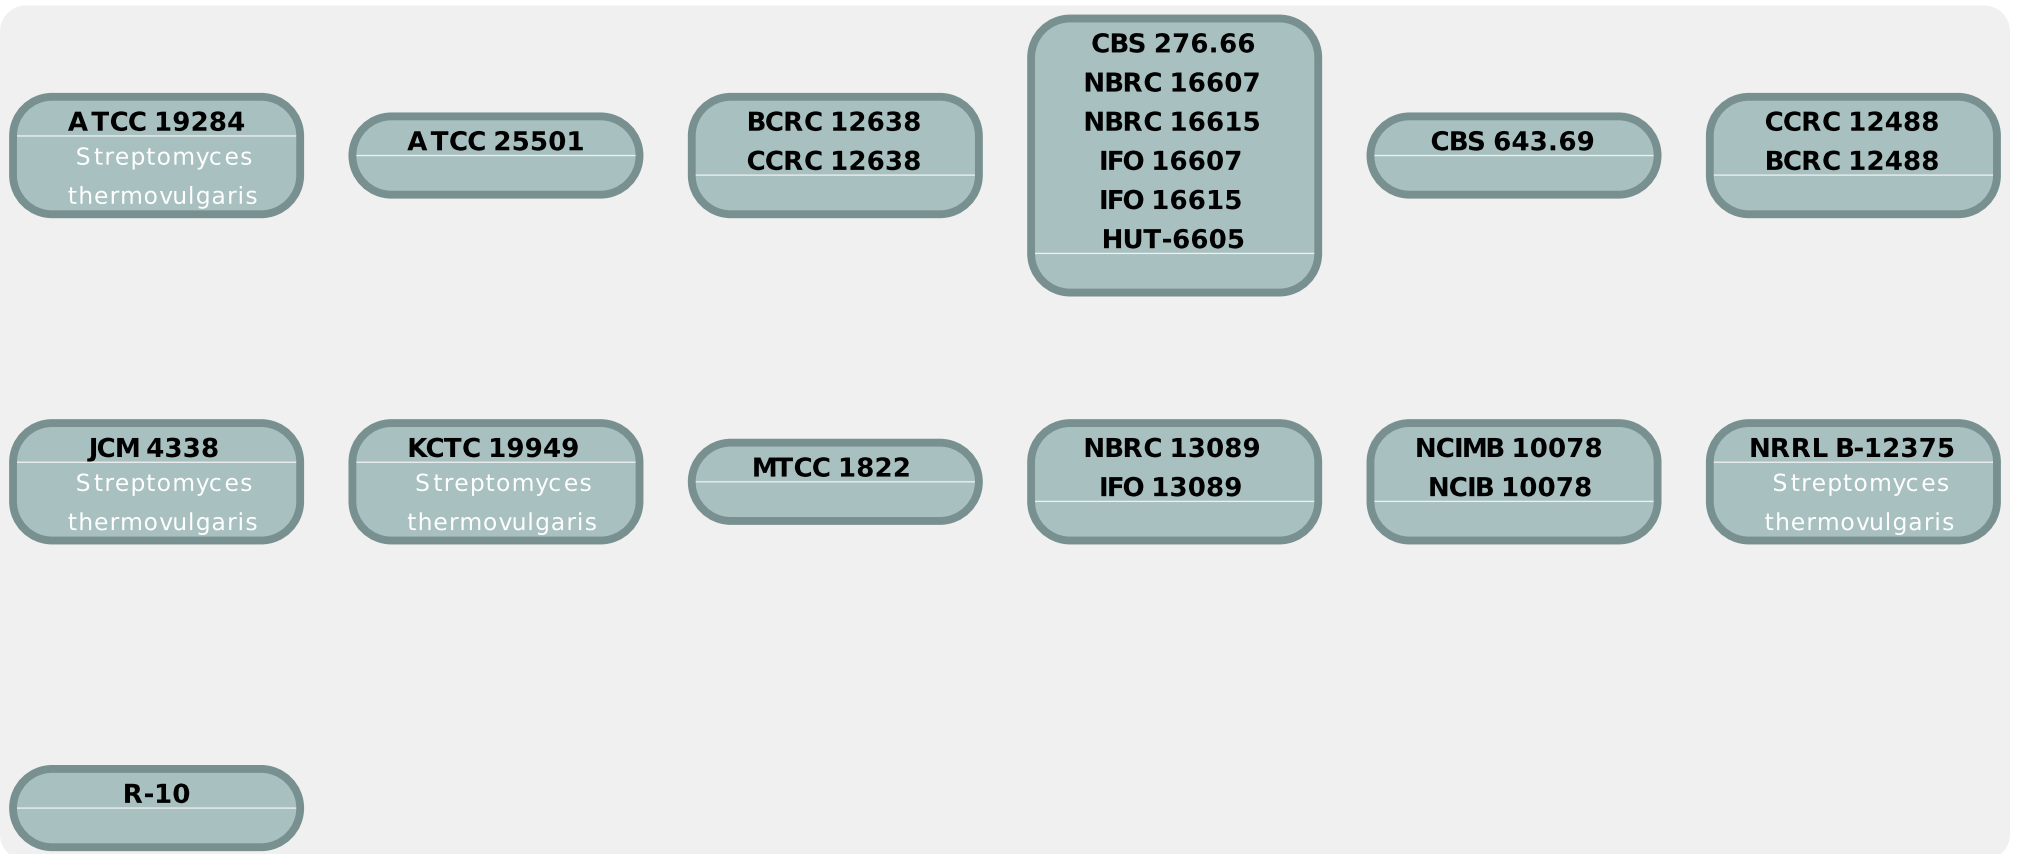 ATCC 19284
Streptomyces
thermovulgaris
ATCC 25501
BCRC 12638
CCRC 12638
CBS 276.66
NBRC 16607
NBRC 16615
IFO 16607
IFO 16615
HUT-6605
CBS 643.69
CCRC 12488
BCRC 12488
JCM 4338
Streptomyces
thermovulgaris
KCTC 19949
Streptomyces
thermovulgaris
MTCC 1822
NBRC 13089
IFO 13089
NCIMB 10078
NCIB 10078
NRRL B-12375
Streptomyces
thermovulgaris
R-10